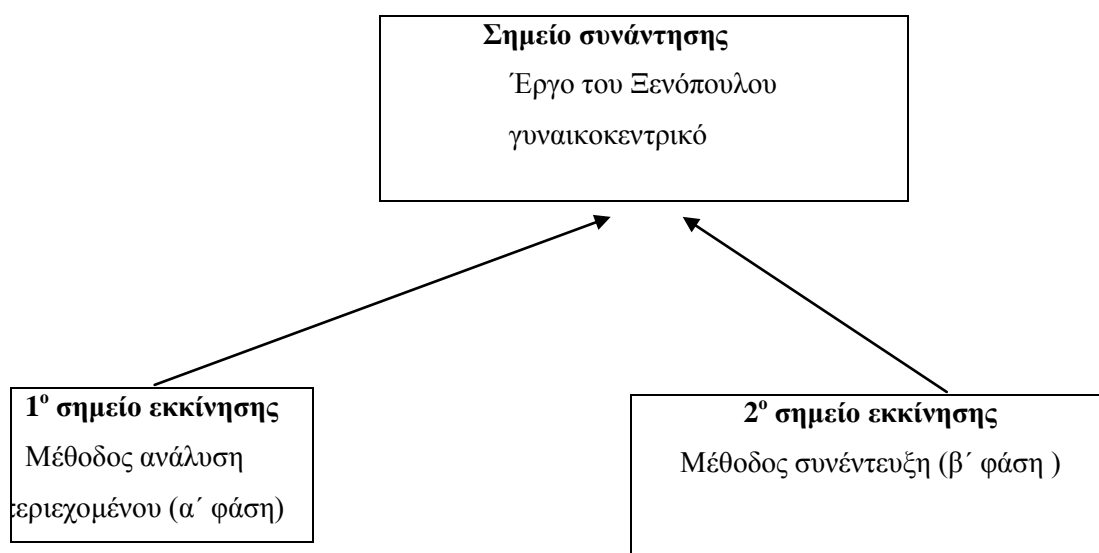 Σημείο συνάντησης
Έργο του Ξενόπουλου
γυναικοκεντρικό
1ο σημείο εκκίνησης
Μέθοδος ανάλυση
εριεχομένου (α΄ φάση)
2ο σημείο εκκίνησης
Μέθοδος συνέντευξη (β΄ φάση )